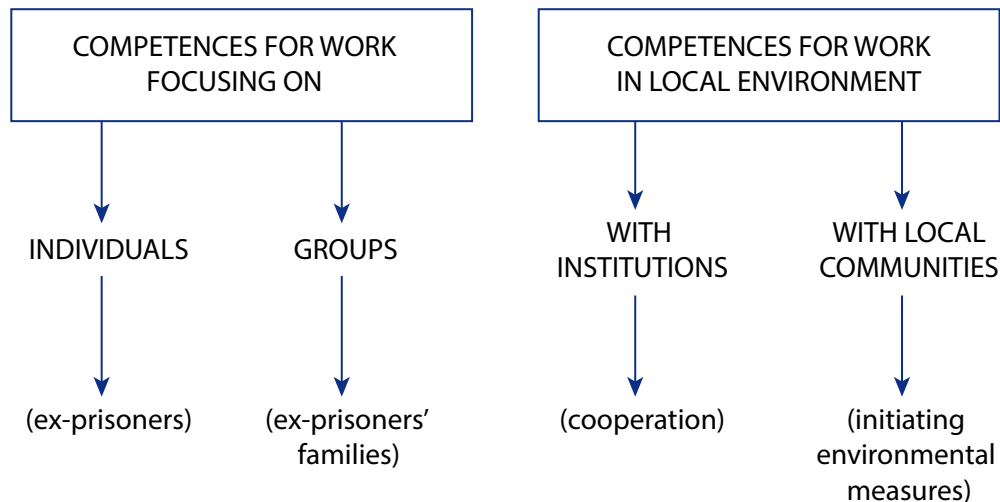 COMPETENCES FOR WORK
FOCUSING ON
COMPETENCES FOR WORK
IN LOCAL ENVIRONMENT
INDIVIDUALS
GROUPS
WITH
INSTITUTIONS
WITH LOCAL
COMMUNITIES
(ex-prisoners)
(ex-prisoners’
families)
(cooperation)
(initiating
environmental
measures)